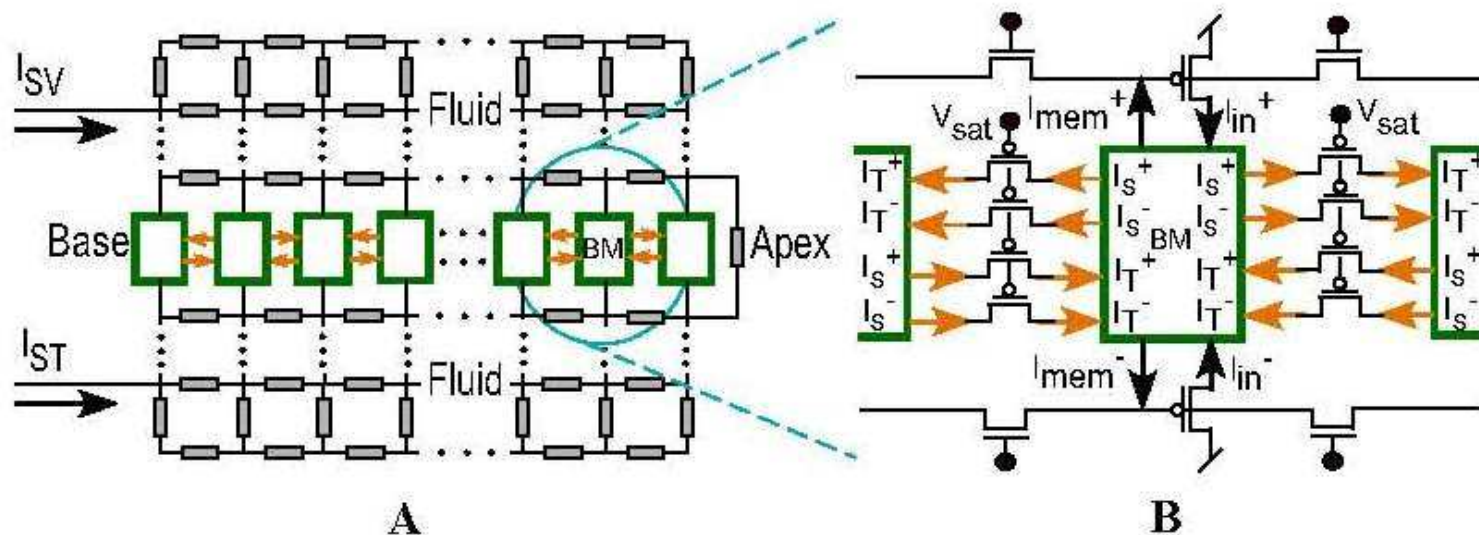 I_SV
Fluid
Base
BM
Apex
I_ST
Fluid
A
V_sat I_mem^+ I_in^+ V_sat
I_T^+ I_S^+ I_S^+ I_T^+
I_T^- I_S^- BM I_S^- I_T^-
I_S^+ I_T^+ I_T^+ I_S^+
I_S^- I_T^- I_T^- I_S^-
I_mem^- I_in^-
B